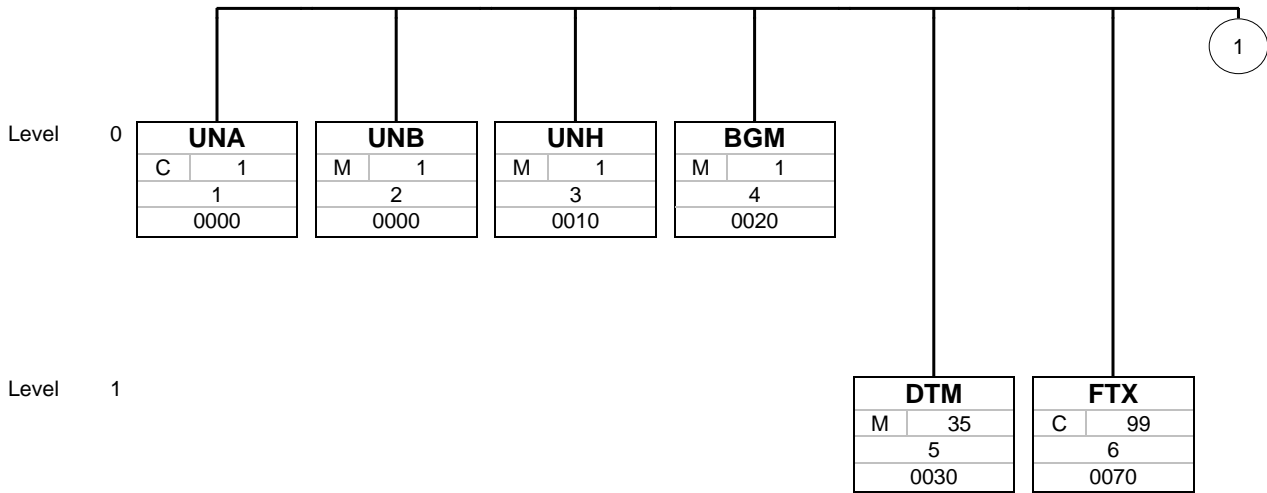 1
Level 0
UNA UNB UNH BGM
C 1 M 1 M 1 M 1
1 2 3 4
0000 0000 0010 0020
Level 1
DTM FTX
M 35 C 99
5 6
0030 0070